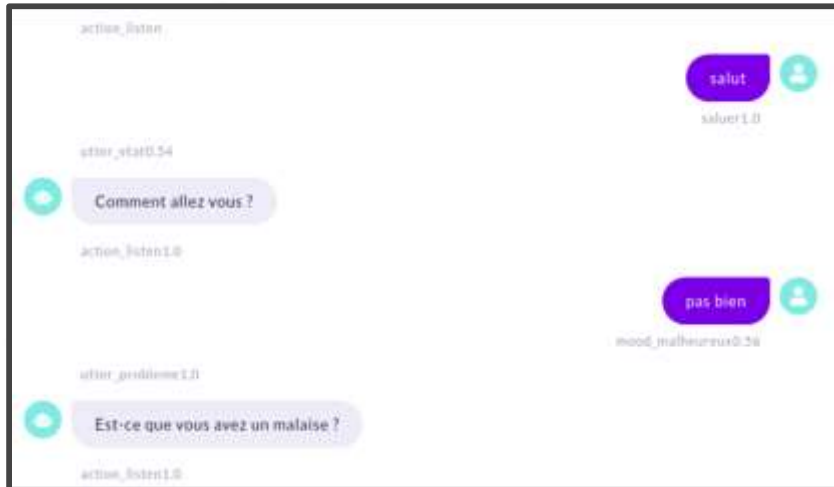 action_listen
salut
saluer1.0
utter_etat0.54
Comment allez vous ?
action_listen1.0
pas bien
mood_malheureux0.56
utter_probleme1.0
Est-ce que vous avez un malaise ?
action_listen1.0